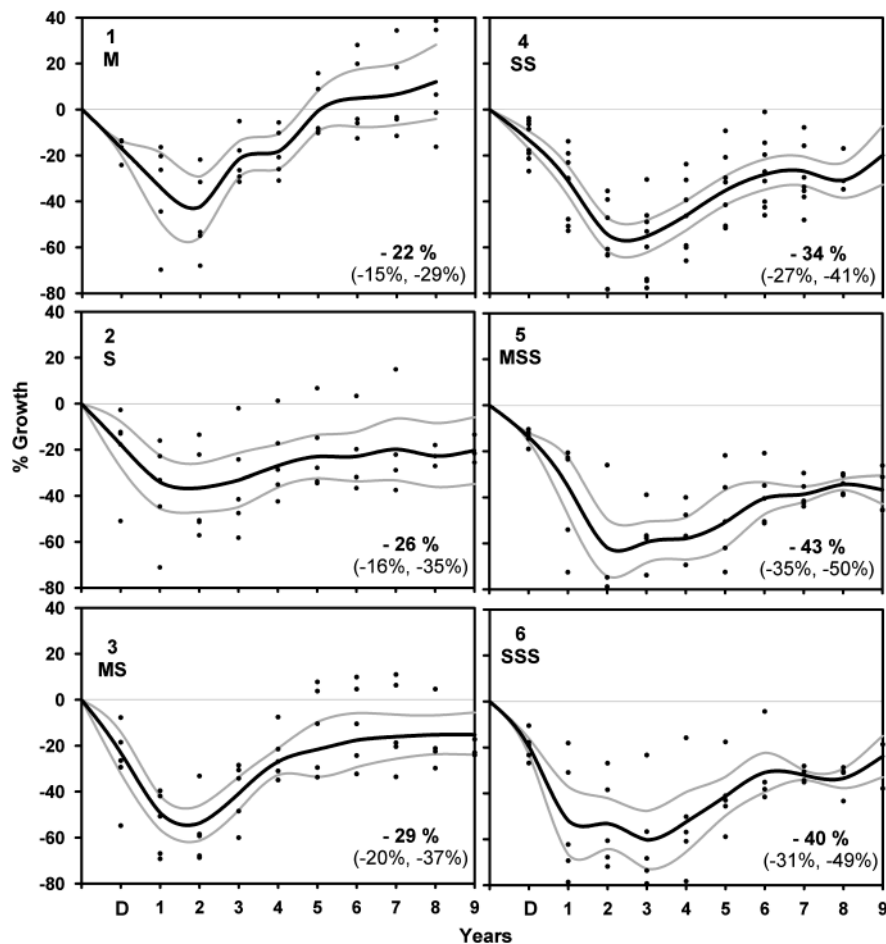 40
20
0
-20
-40
-60
-80
1
M
- 22 %
(-15%, -29%)
4
SS
- 34 %
(-27%, -41%)
40
20
0
-20
-40
-60
-80
2
S
- 26 %
(-16%, -35%)
5
MSS
- 43 %
(-35%, -50%)
% Growth
40
20
0
-20
-40
-60
-80
3
MS
- 29 %
(-20%, -37%)
6
SSS
- 40 %
(-31%, -49%)
D 1 2 3 4 5 6 7 8 9
D 1 2 3 4 5 6 7 8 9
Years